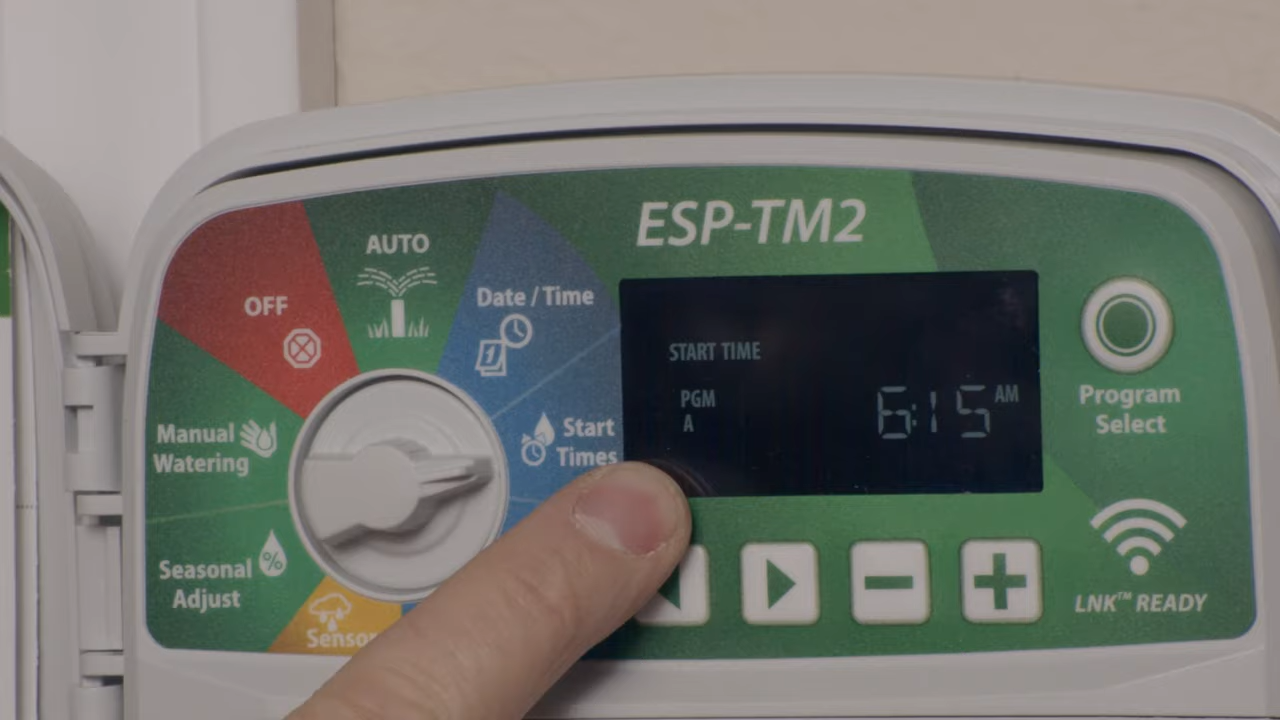 ESP-TM2
AUTO
OFF
Date / Time
1
START TIME
PGM
A
6:15 AM
Program
Select
Start
Times
Manual
Watering
%
Seasonal
Adjust
LNK™ READY